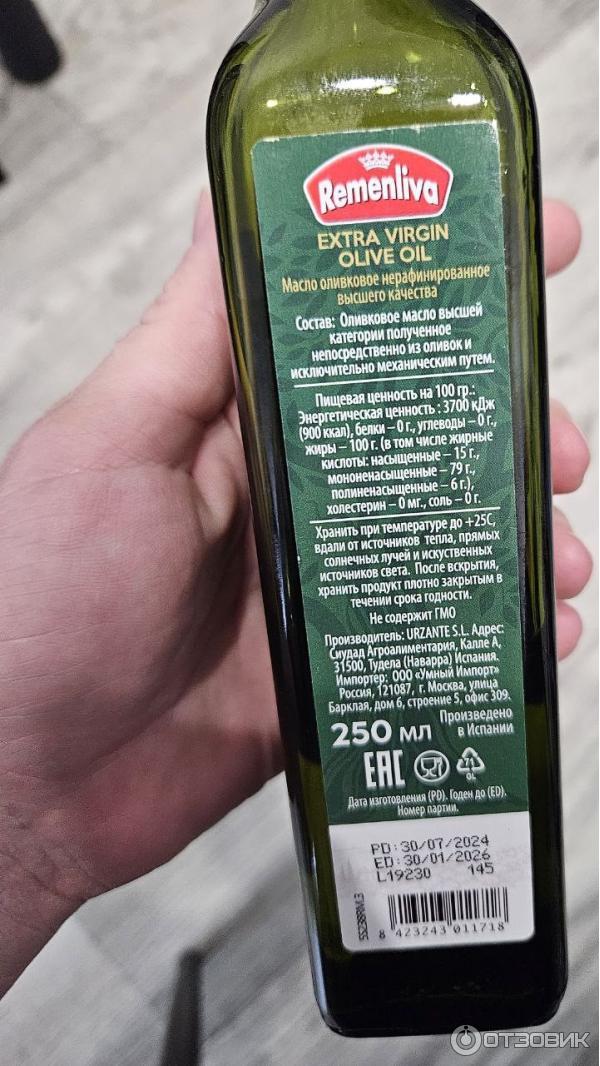 Remenliva
EXTRA VIRGIN
OLIVE OIL
Масло оливковое нерафинированное
высшего качества
Состав: Оливковое масло высшей
категории полученное
непосредственно из оливок и
исключительно механическим путем.
Пищевая ценность на 100 гр.:
Энергетическая ценность : 3700 кДж
(900 ккал), белки – 0 г., углеводы – 0 г.,
жиры – 100 г. (в том числе жирные
кислоты: насыщенные – 15 г.,
мононенасыщенные – 79 г.,
полиненасыщенные – 6 г.),
холестерин – 0 мг., соль – 0 г.
Хранить при температуре до +25С,
вдали от источников тепла, прямых
солнечных лучей и искуственных
источников света. После вскрытия,
хранить продукт плотно закрытым в
течении срока годности.
Не содержит ГМО
Производитель: URZANTE S.L. Адрес:
Сиудад Агроалиментария, Калле А,
31500, Тудела (Наварра) Испания.
Импортер: ООО «Умный Импорт»
Россия, 121087, г. Москва, улица
Барклая, дом 6, строение 5, офис 309.
250 мл
Произведено
в Испании
EAC
71
GL
Дата изготовления (PD). Годен до (ED).
Номер партии.
PD:30/07/2024
ED:30/01/2026
L19230 145
8 423243 011718
ОТЗОВИК